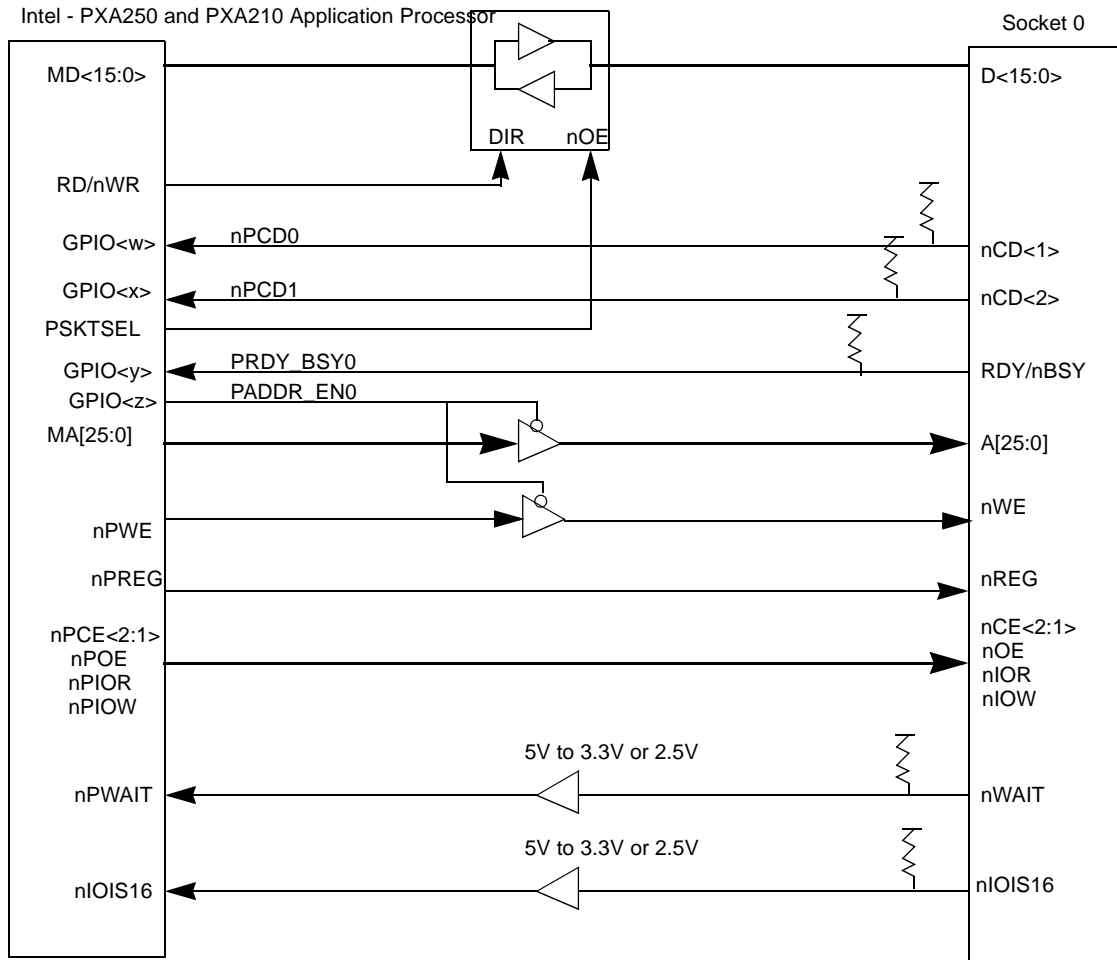 Intel - PXA250 and PXA210 Application Processor
Socket 0
MD<15:0>
D<15:0>
DIR
nOE
RD/nWR
GPIO<w>
nPCD0
nCD<1>
GPIO<x>
nPCD1
nCD<2>
PSKTSEL
GPIO<y>
PRDY_BSY0
RDY/nBSY
GPIO<z>
PADDR_EN0
MA[25:0]
A[25:0]
nPWE
nWE
nPREG
nREG
nPCE<2:1>
nPOE
nPIOR
nPIOW
nCE<2:1>
nOE
nIOR
nIOW
5V to 3.3V or 2.5V
nPWAIT
nWAIT
5V to 3.3V or 2.5V
nIOIS16
nIOIS16